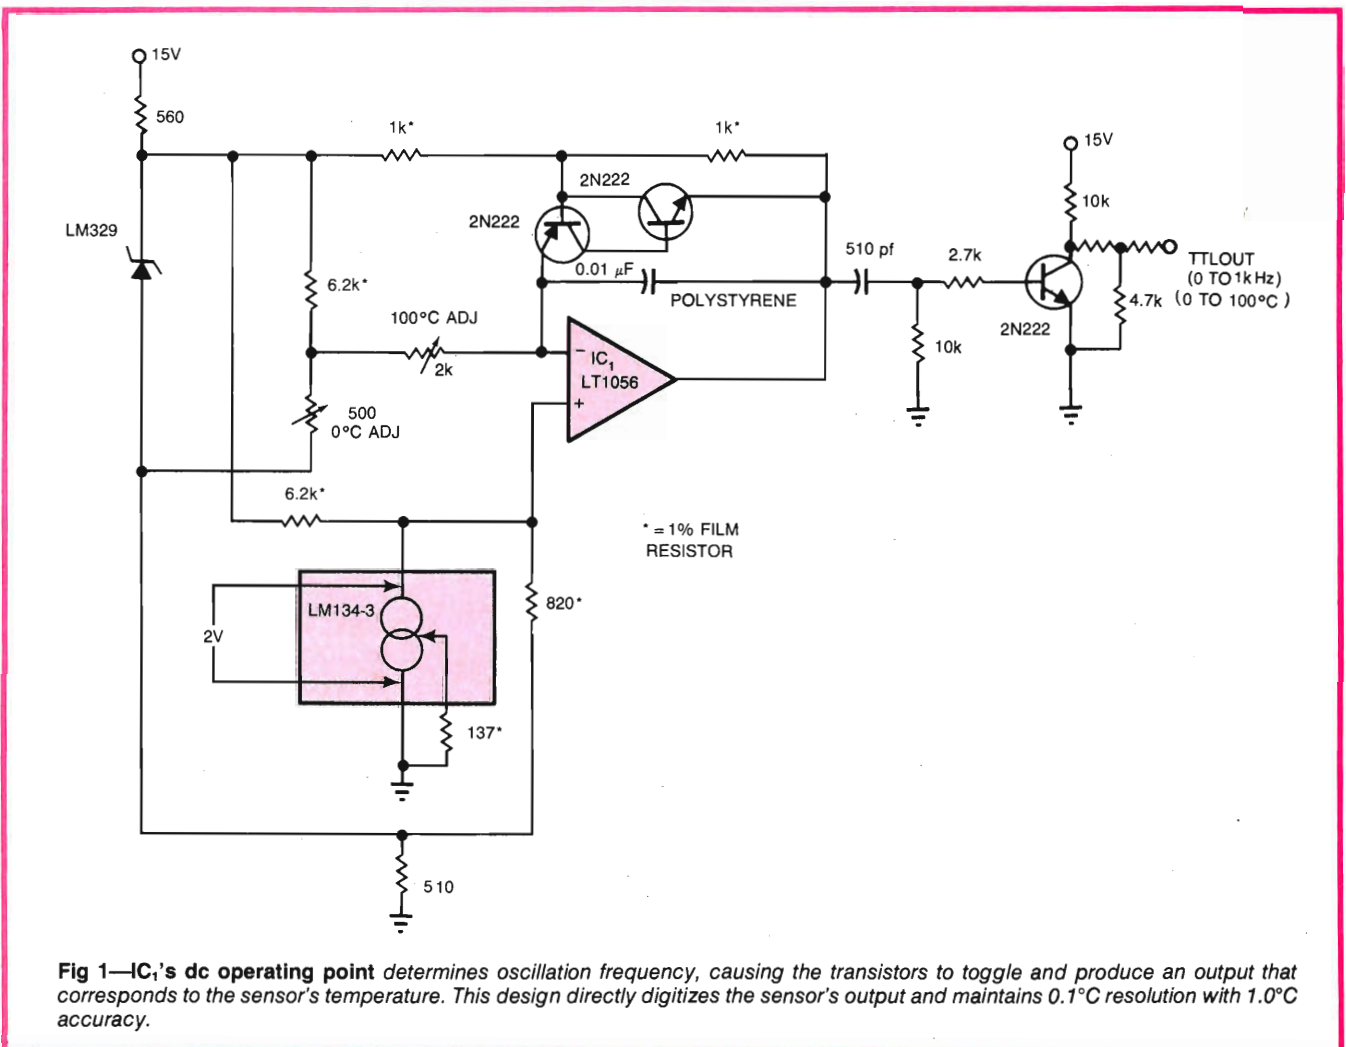 15V
560
1k*
1k*
2N222
2N222
15V
10k
LM329
510 pf
2.7k
TTLOUT
(0 TO 1kHz)
(0 TO 100°C)
0.01 µF
POLYSTYRENE
6.2k*
4.7k
2N222
100°C ADJ
2k
10k
−
IC1
LT1056
+
500
0°C ADJ
6.2k*
* = 1% FILM
RESISTOR
LM134-3
820*
2V
137*
510
Fig 1—IC1's dc operating point determines oscillation frequency, causing the transistors to toggle and produce an output that
corresponds to the sensor's temperature. This design directly digitizes the sensor's output and maintains 0.1°C resolution with 1.0°C
accuracy.